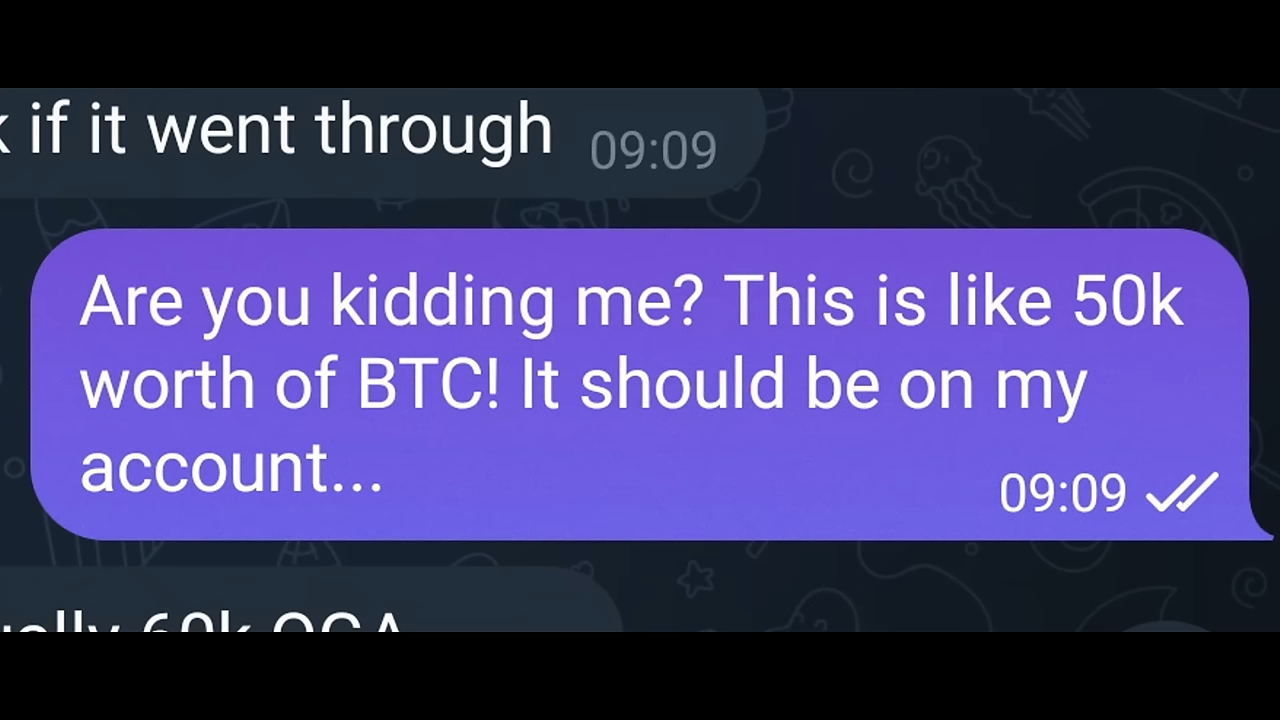 if it went through 09:09
Are you kidding me? This is like 50k
worth of BTC! It should be on my
account...
09:09
60k